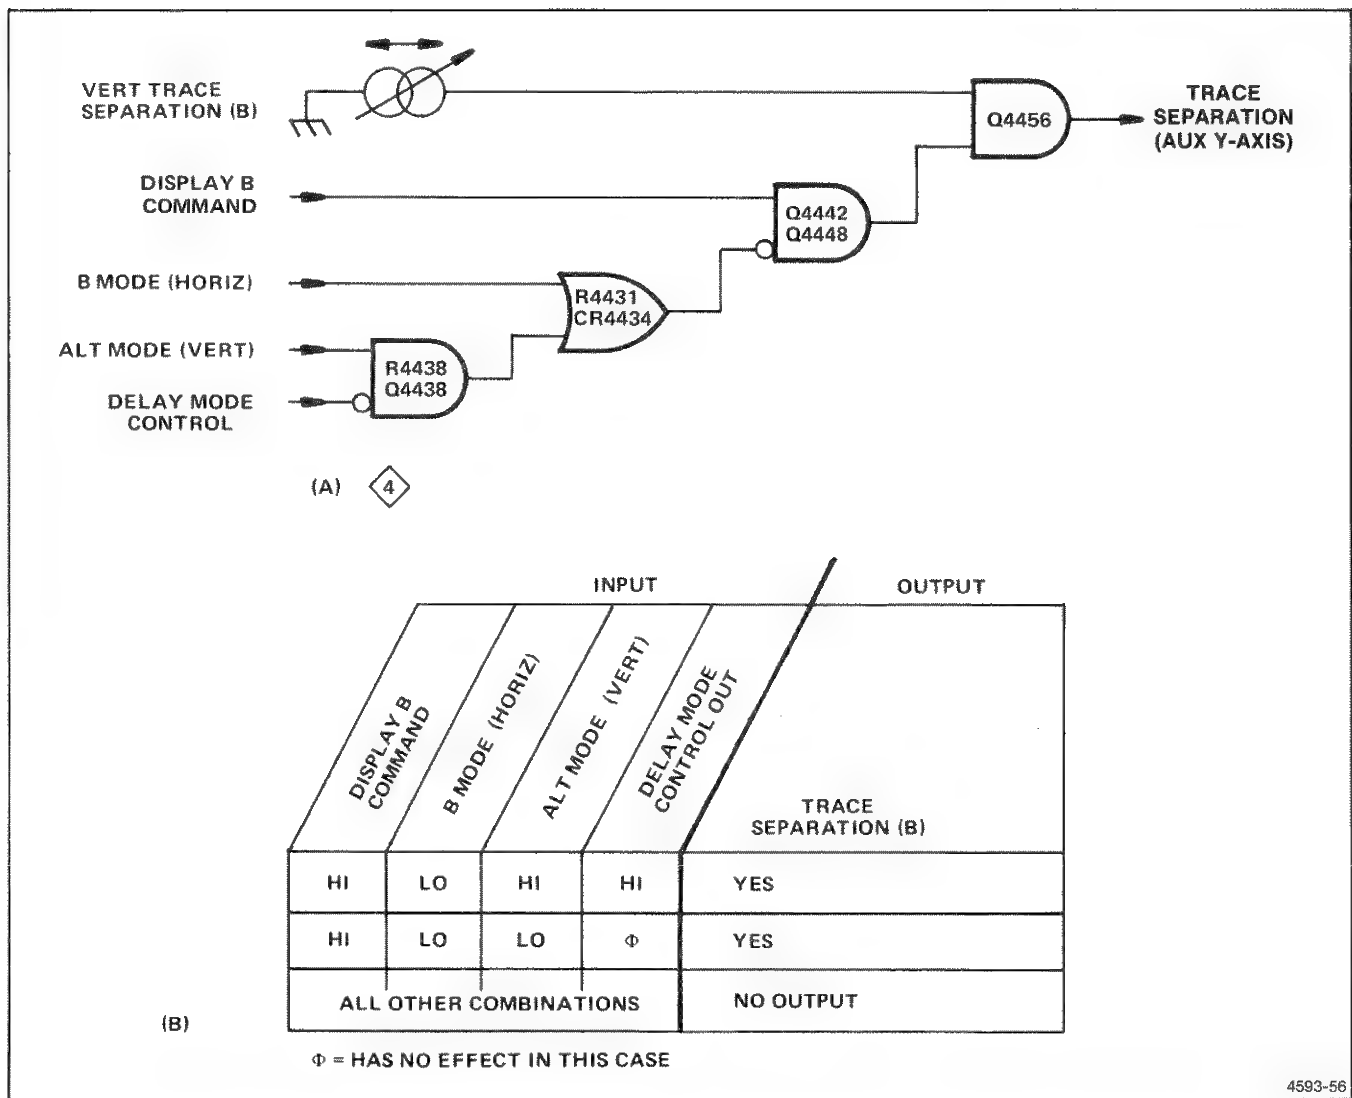 VERT TRACE
SEPARATION (B)
Q4456
TRACE
SEPARATION
(AUX Y-AXIS)
DISPLAY B
COMMAND
Q4442
Q4448
B MODE (HORIZ)
R4431
CR4434
ALT MODE (VERT)
R4438
Q4438
DELAY MODE
CONTROL
(A) 4
INPUT OUTPUT
DISPLAY B
COMMAND
B MODE (HORIZ)
ALT MODE (VERT)
DELAY MODE
CONTROL OUT
TRACE
SEPARATION (B)
HI LO HI HI YES
HI LO LO Φ YES
ALL OTHER COMBINATIONS NO OUTPUT
(B)
Φ = HAS NO EFFECT IN THIS CASE
4593-56